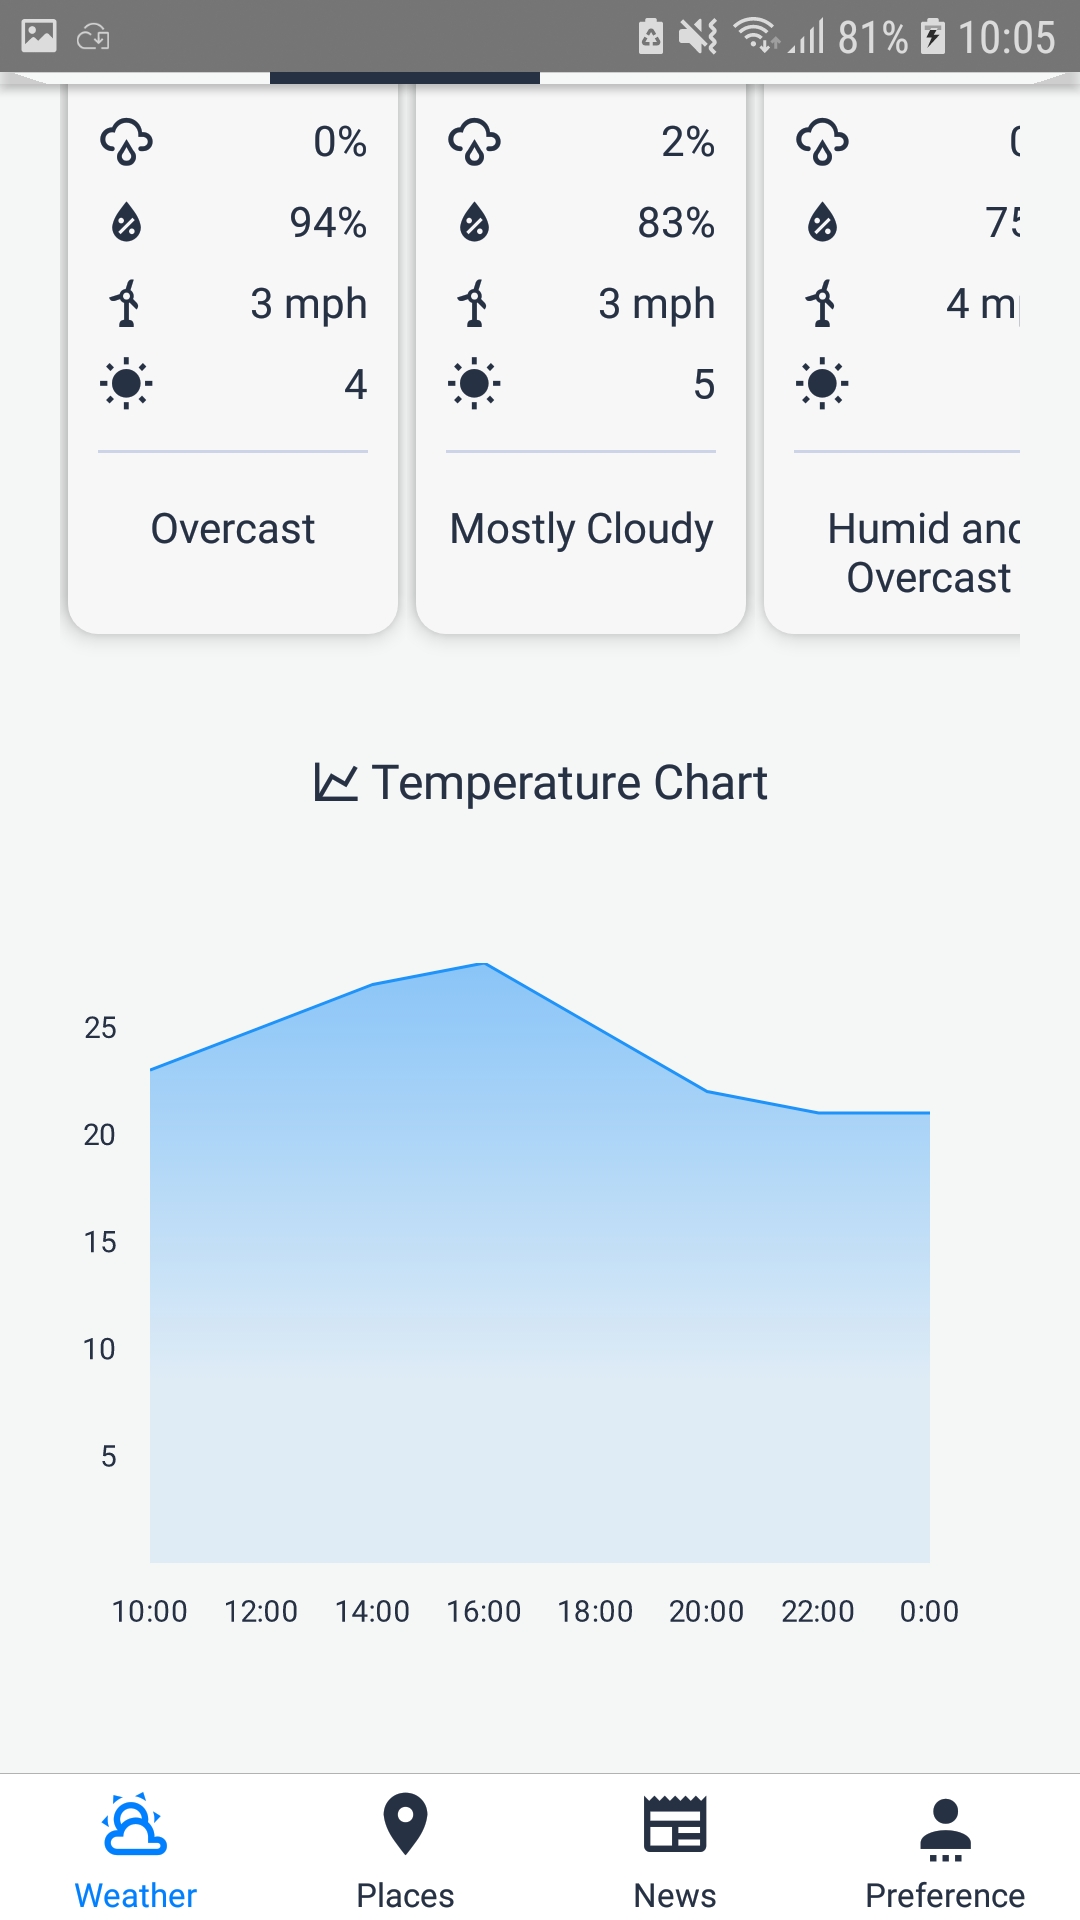 81% 10:05
0% 2%
94% 83% 75
3 mph 3 mph 4 m
4 5
Overcast Mostly Cloudy Humid and
Overcast
Temperature Chart
25
20
15
10
5
10:00 12:00 14:00 16:00 18:00 20:00 22:00 0:00
Weather Places News Preference